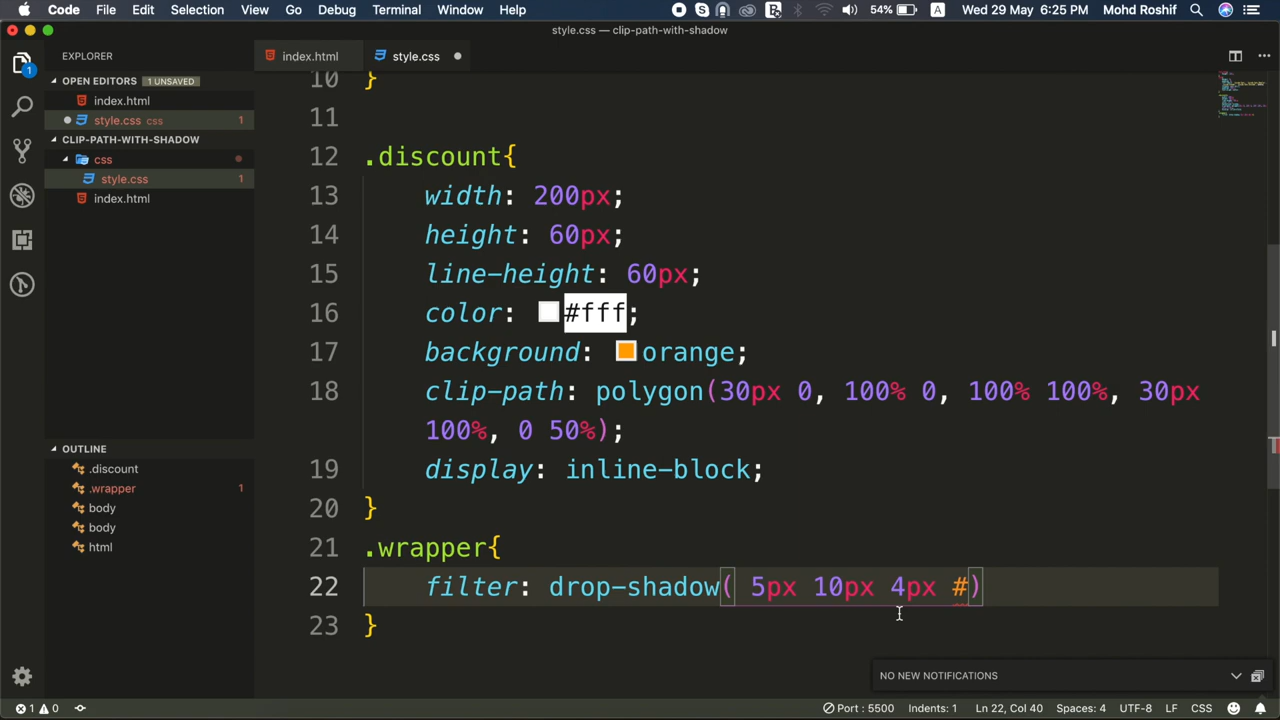 Code File Edit Selection View Go Debug Terminal Window Help 54% A Wed 29 May 6:25 PM Mohd Roshif
style.css — clip-path-with-shadow
EXPLORER
index.html
style.css
OPEN EDITORS 1 UNSAVED
index.html
style.css css 1
CLIP-PATH-WITH-SHADOW
css
style.css 1
index.html
OUTLINE
.discount
.wrapper 1
body
body
html
10 }
11
12 .discount{
13 width: 200px;
14 height: 60px;
15 line-height: 60px;
16 color: #fff;
17 background: orange;
18 clip-path: polygon(30px 0, 100% 0, 100% 100%, 30px
100%, 0 50%);
19 display: inline-block;
20 }
21 .wrapper{
22 filter: drop-shadow( 5px 10px 4px #)
23 }
NO NEW NOTIFICATIONS
1 0 Port : 5500 Indents: 1 Ln 22, Col 40 Spaces: 4 UTF-8 LF CSS